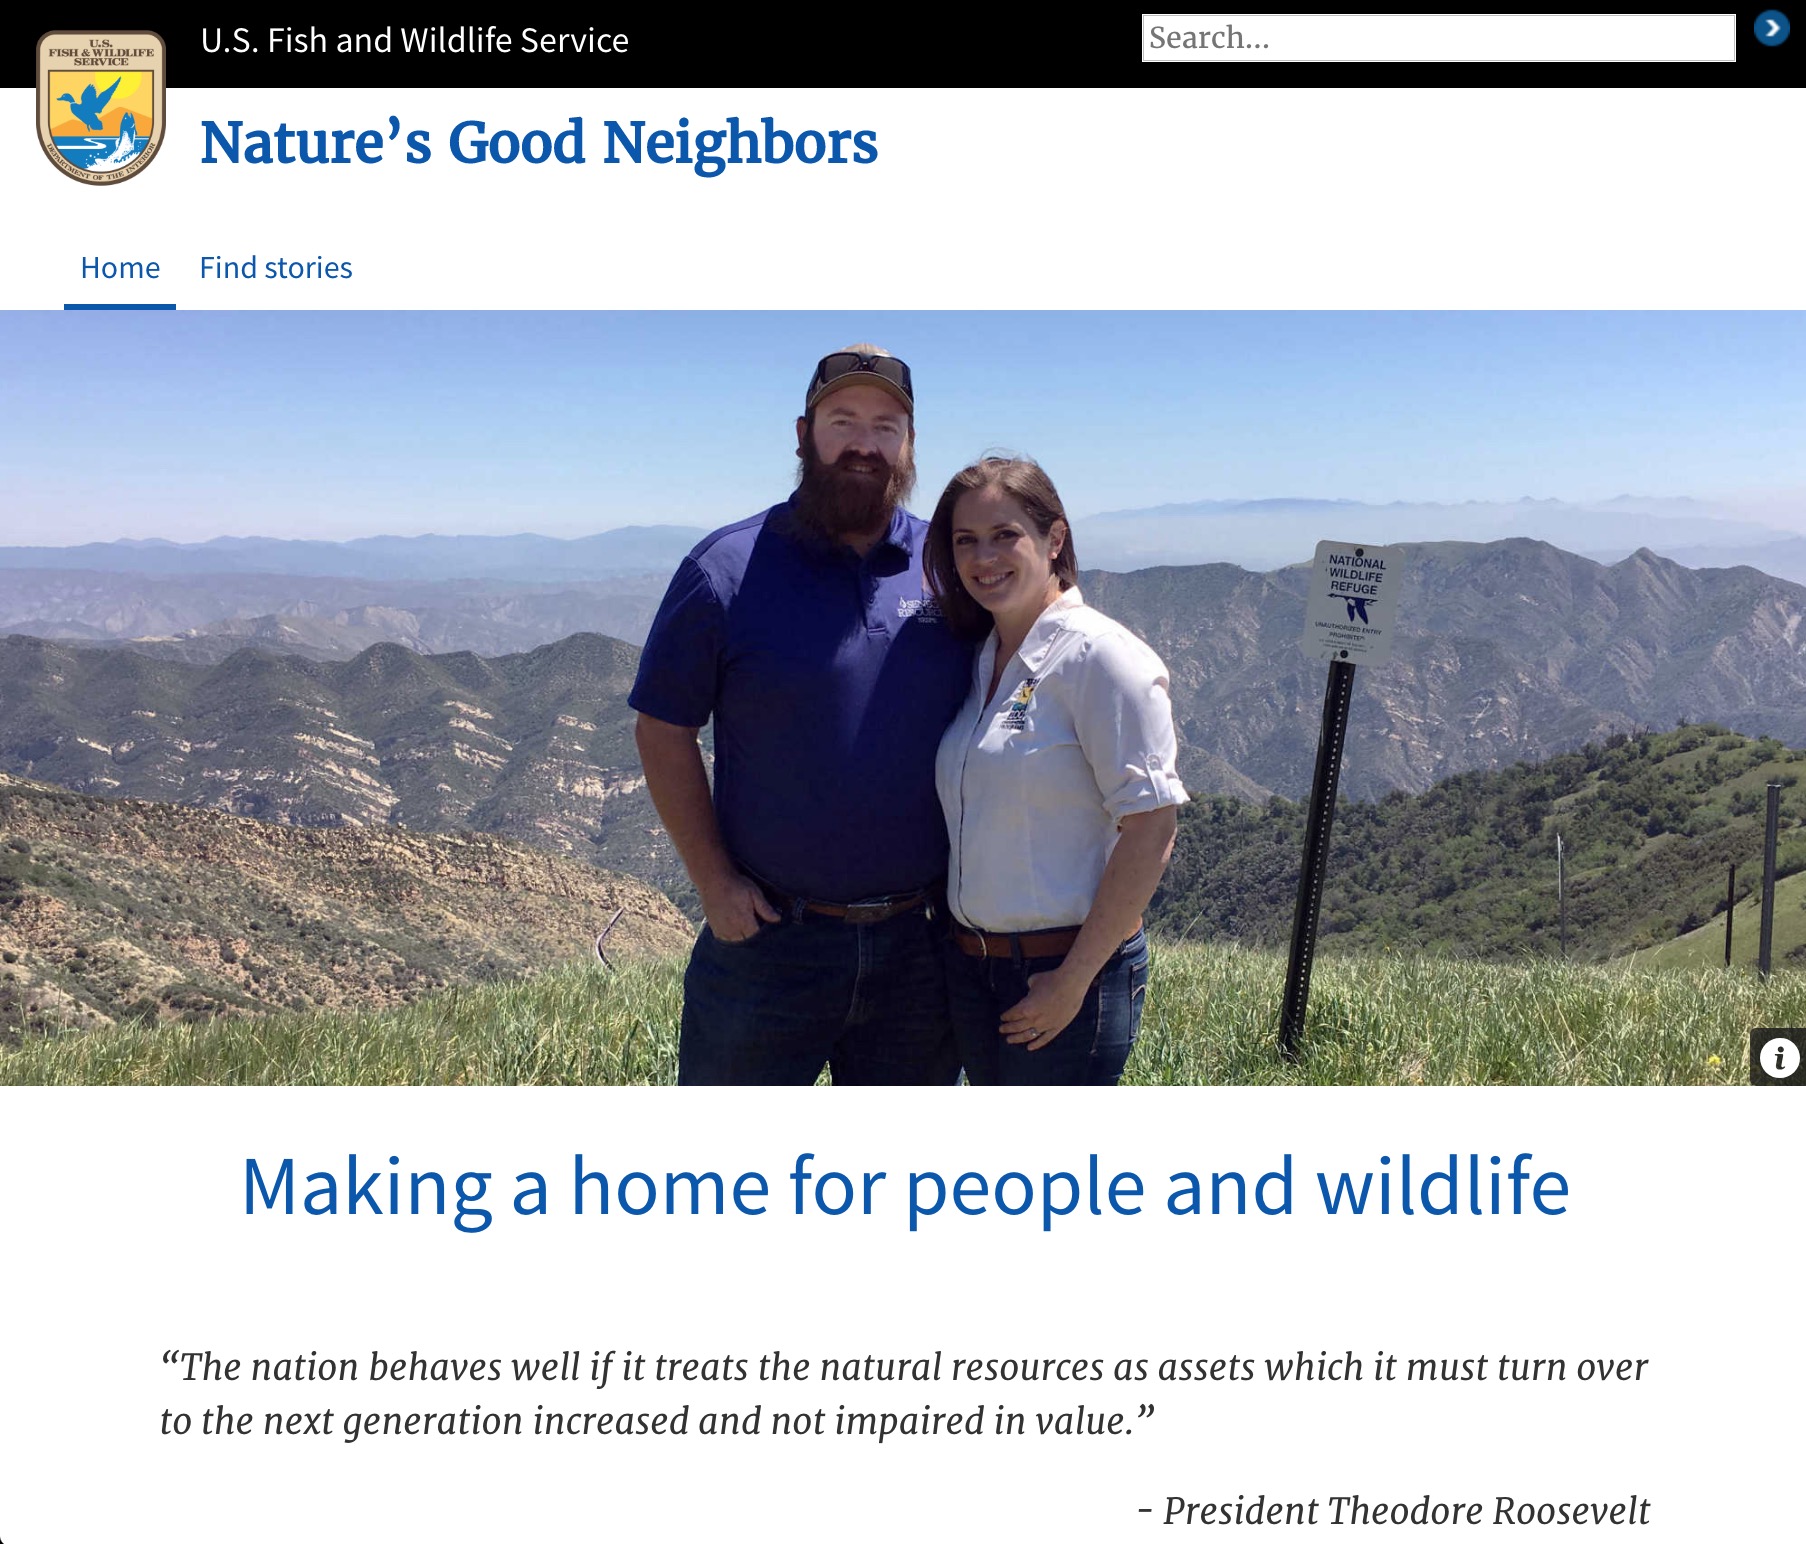 U.S. Fish and Wildlife Service
Search...
U.S.
FISH & WILDLIFE
SERVICE
DEPARTMENT OF THE INTERIOR
Nature’s Good Neighbors
Home
Find stories
NATIONAL
WILDLIFE
REFUGE
UNAUTHORIZED ENTRY
PROHIBITED
i
Making a home for people and wildlife
“The nation behaves well if it treats the natural resources as assets which it must turn over
to the next generation increased and not impaired in value.”
- President Theodore Roosevelt